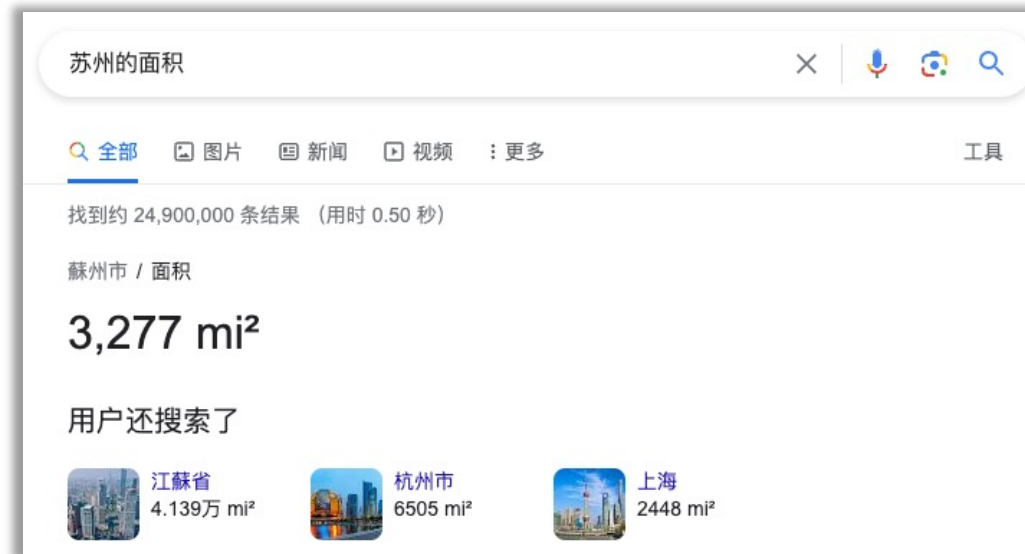 苏州的面积
全部 图片 新闻 视频 更多 工具
找到约 24,900,000 条结果 （用时 0.50 秒）
蘇州市 / 面积
3,277 mi²
用户还搜索了
江蘇省 杭州市 上海
4.139万 mi² 6505 mi² 2448 mi²